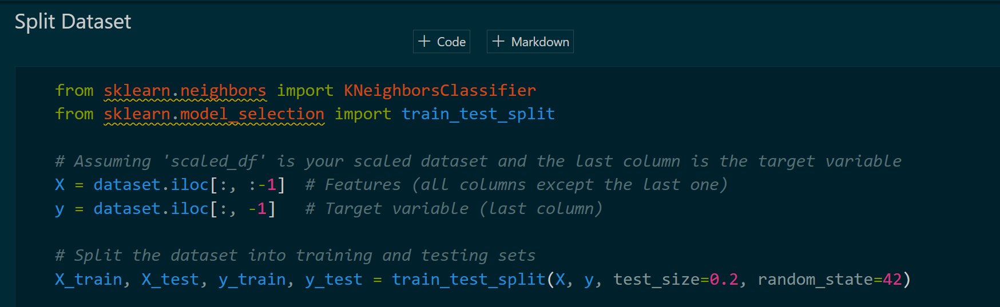 Split Dataset
+ Code + Markdown
from sklearn.neighbors import KNeighborsClassifier
from sklearn.model_selection import train_test_split
# Assuming 'scaled_df' is your scaled dataset and the last column is the target variable
X = dataset.iloc[:, :-1]  # Features (all columns except the last one)
y = dataset.iloc[:, -1]   # Target variable (last column)
# Split the dataset into training and testing sets
X_train, X_test, y_train, y_test = train_test_split(X, y, test_size=0.2, random_state=42)